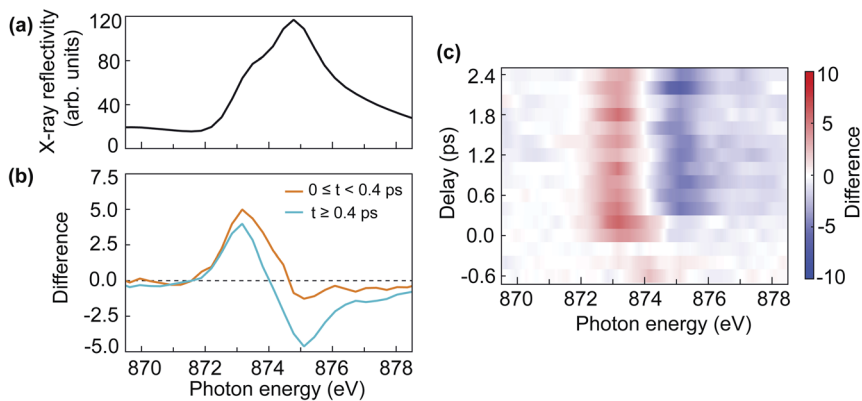 (a)
X-ray reflectivity
(arb. units)
120
80
40
0
(b)
Difference
7.5
5.0
2.5
0.0
-2.5
-5.0
0 ≤ t < 0.4 ps
t ≥ 0.4 ps
870 872 874 876 878
Photon energy (eV)
(c)
Delay (ps)
2.4
1.8
1.2
0.6
0.0
-0.6
870 872 874 876 878
Photon energy (eV)
10
5
0
-5
-10
Difference